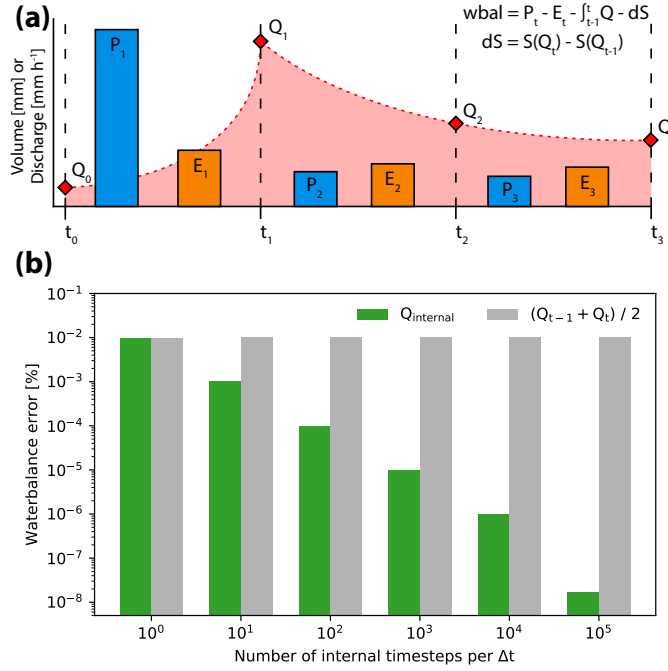 (a)
wbal = Pₜ - Eₜ - ∫ₜ₋₁ᵗ Q - dS
dS = S(Qₜ) - S(Qₜ₋₁)
Volume [mm] or
Discharge [mm h⁻¹]
P₁
Q₁
Q₂
Q
Q₀
E₁
P₂
E₂
P₃
E₃
t₀
t₁
t₂
t₃
(b)
Waterbalance error [%]
Q_internal
(Qₜ₋₁ + Qₜ) / 2
10⁻¹
10⁻²
10⁻³
10⁻⁴
10⁻⁵
10⁻⁶
10⁻⁷
10⁻⁸
10⁰ 10¹ 10² 10³ 10⁴ 10⁵
Number of internal timesteps per Δt